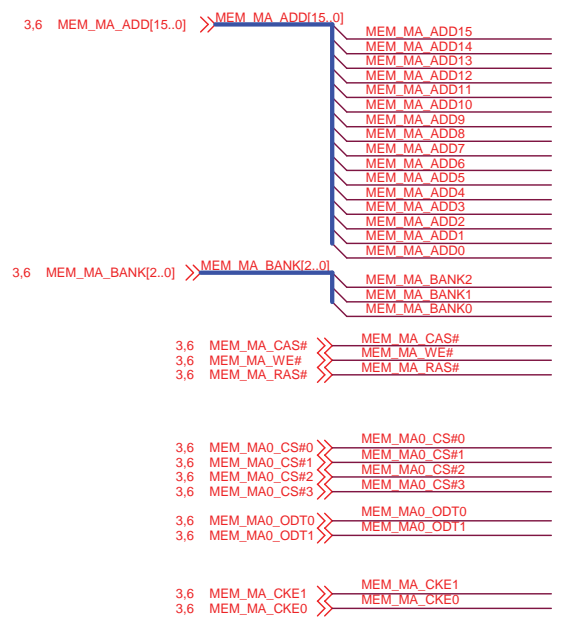 3,6 MEM_MA_ADD[15..0] MEM_MA_ADD[15..0]
MEM_MA_ADD15
MEM_MA_ADD14
MEM_MA_ADD13
MEM_MA_ADD12
MEM_MA_ADD11
MEM_MA_ADD10
MEM_MA_ADD9
MEM_MA_ADD8
MEM_MA_ADD7
MEM_MA_ADD6
MEM_MA_ADD5
MEM_MA_ADD4
MEM_MA_ADD3
MEM_MA_ADD2
MEM_MA_ADD1
MEM_MA_ADD0
3,6 MEM_MA_BANK[2..0] MEM_MA_BANK[2..0]
MEM_MA_BANK2
MEM_MA_BANK1
MEM_MA_BANK0
3,6 MEM_MA_CAS# MEM_MA_CAS#
3,6 MEM_MA_WE# MEM_MA_WE#
3,6 MEM_MA_RAS# MEM_MA_RAS#
3,6 MEM_MA0_CS#0 MEM_MA0_CS#0
3,6 MEM_MA0_CS#1 MEM_MA0_CS#1
3,6 MEM_MA0_CS#2 MEM_MA0_CS#2
3,6 MEM_MA0_CS#3 MEM_MA0_CS#3
3,6 MEM_MA0_ODT0 MEM_MA0_ODT0
3,6 MEM_MA0_ODT1 MEM_MA0_ODT1
3,6 MEM_MA_CKE1 MEM_MA_CKE1
3,6 MEM_MA_CKE0 MEM_MA_CKE0